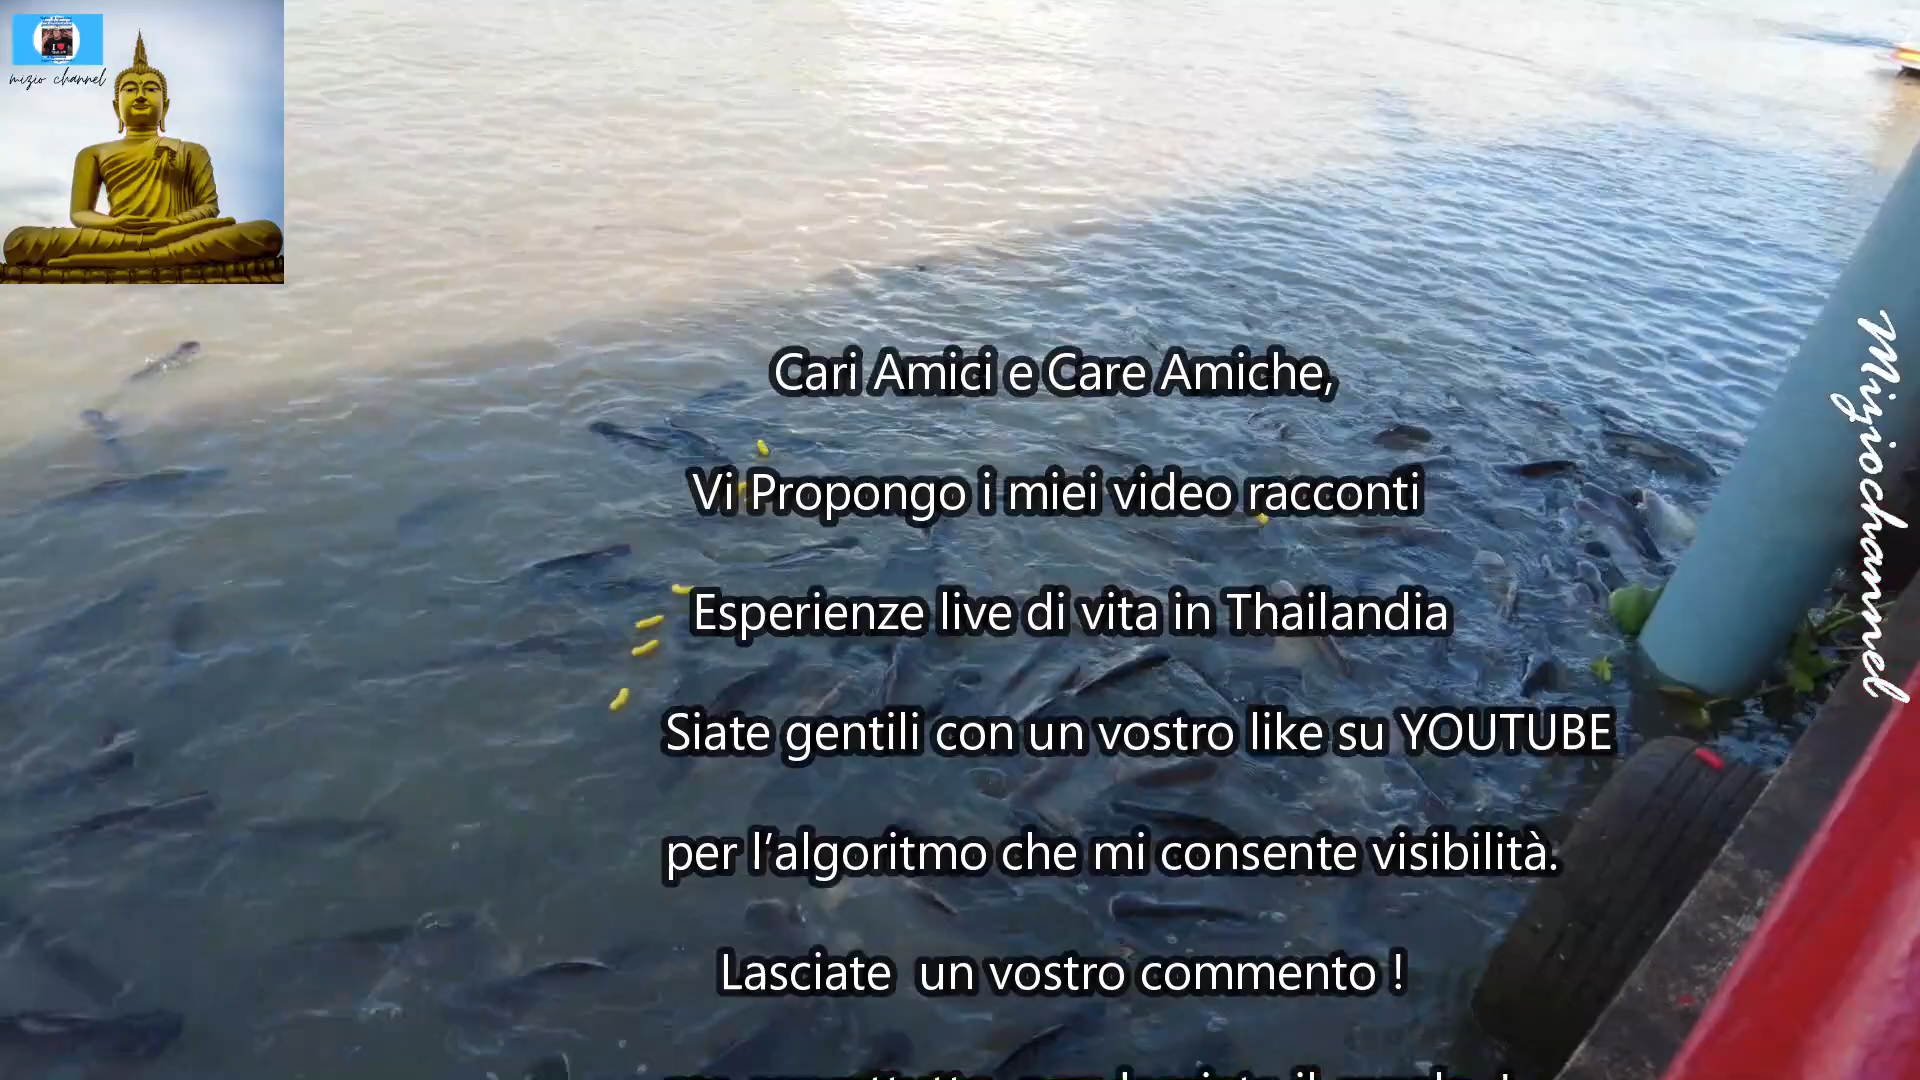 mizio channel
Cari Amici e Care Amiche,
Vi Propongo i miei video racconti
Esperienze live di vita in Thailandia
Siate gentili con un vostro like su YOUTUBE
per l’algoritmo che mi consente visibilità.
Lasciate un vostro commento !
Miziochannel